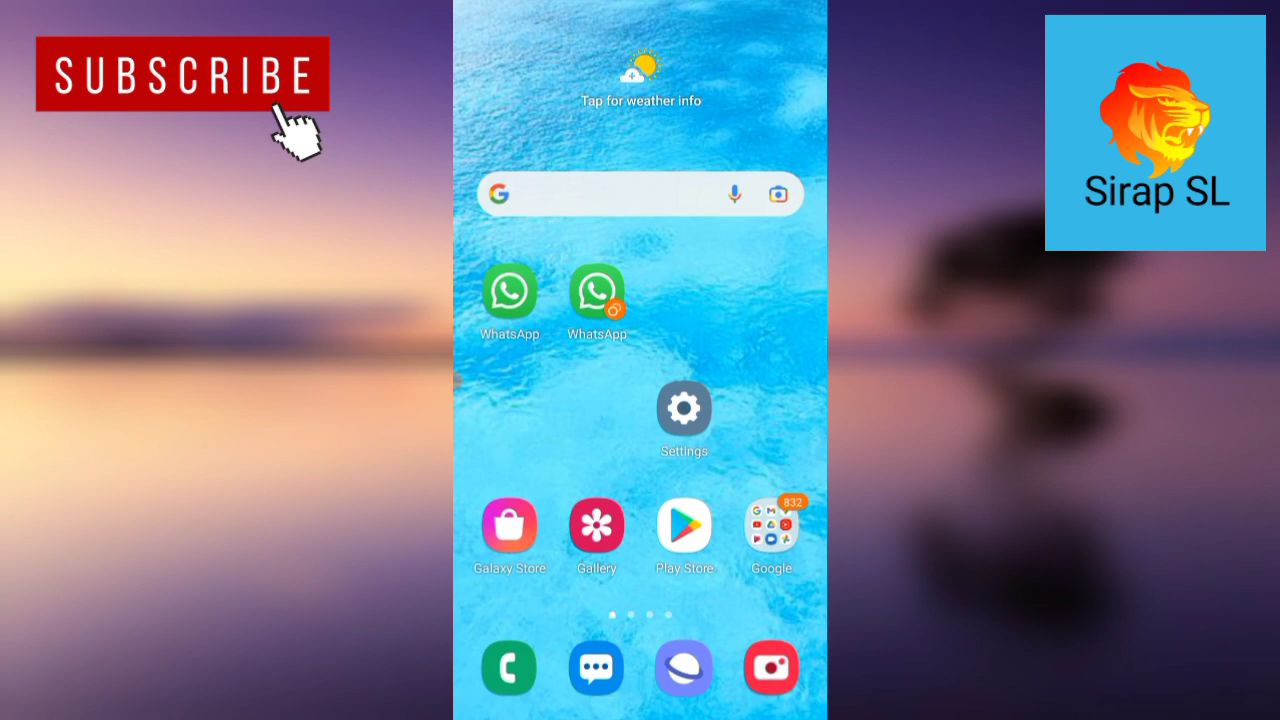 SUBSCRIBE
Sirap SL
Tap for weather info
WhatsApp
WhatsApp
Settings
832
Galaxy Store
Gallery
Play Store
Google